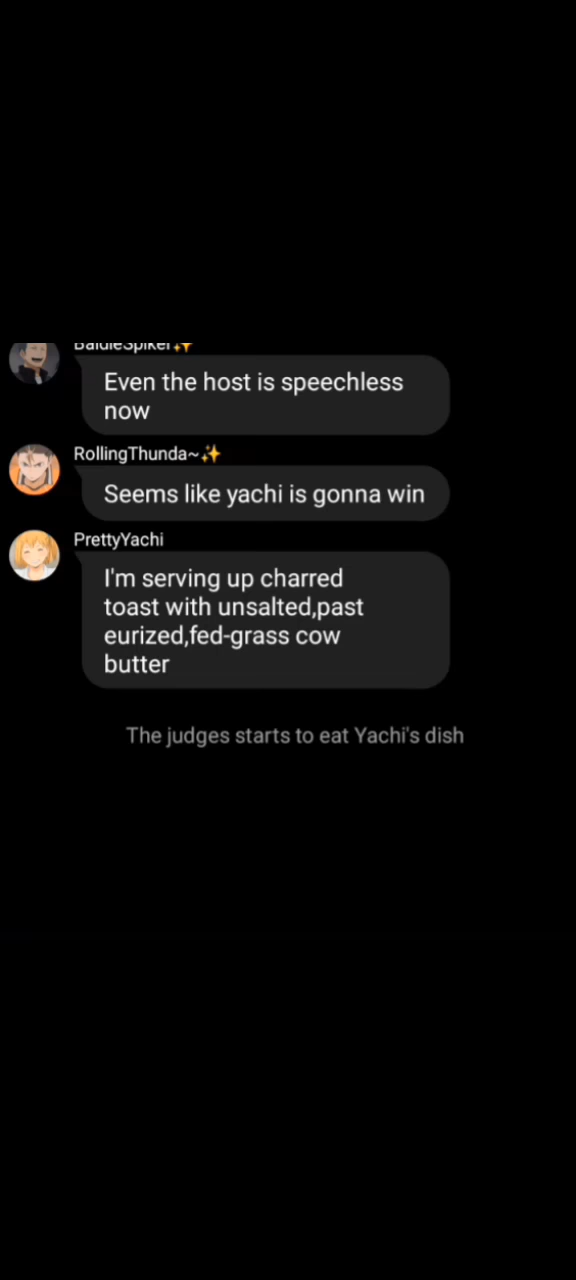 BaldieSpiker✨
Even the host is speechless
now
RollingThunda~✨
Seems like yachi is gonna win
PrettyYachi
I'm serving up charred
toast with unsalted,past
eurized,fed-grass cow
butter
The judges starts to eat Yachi's dish